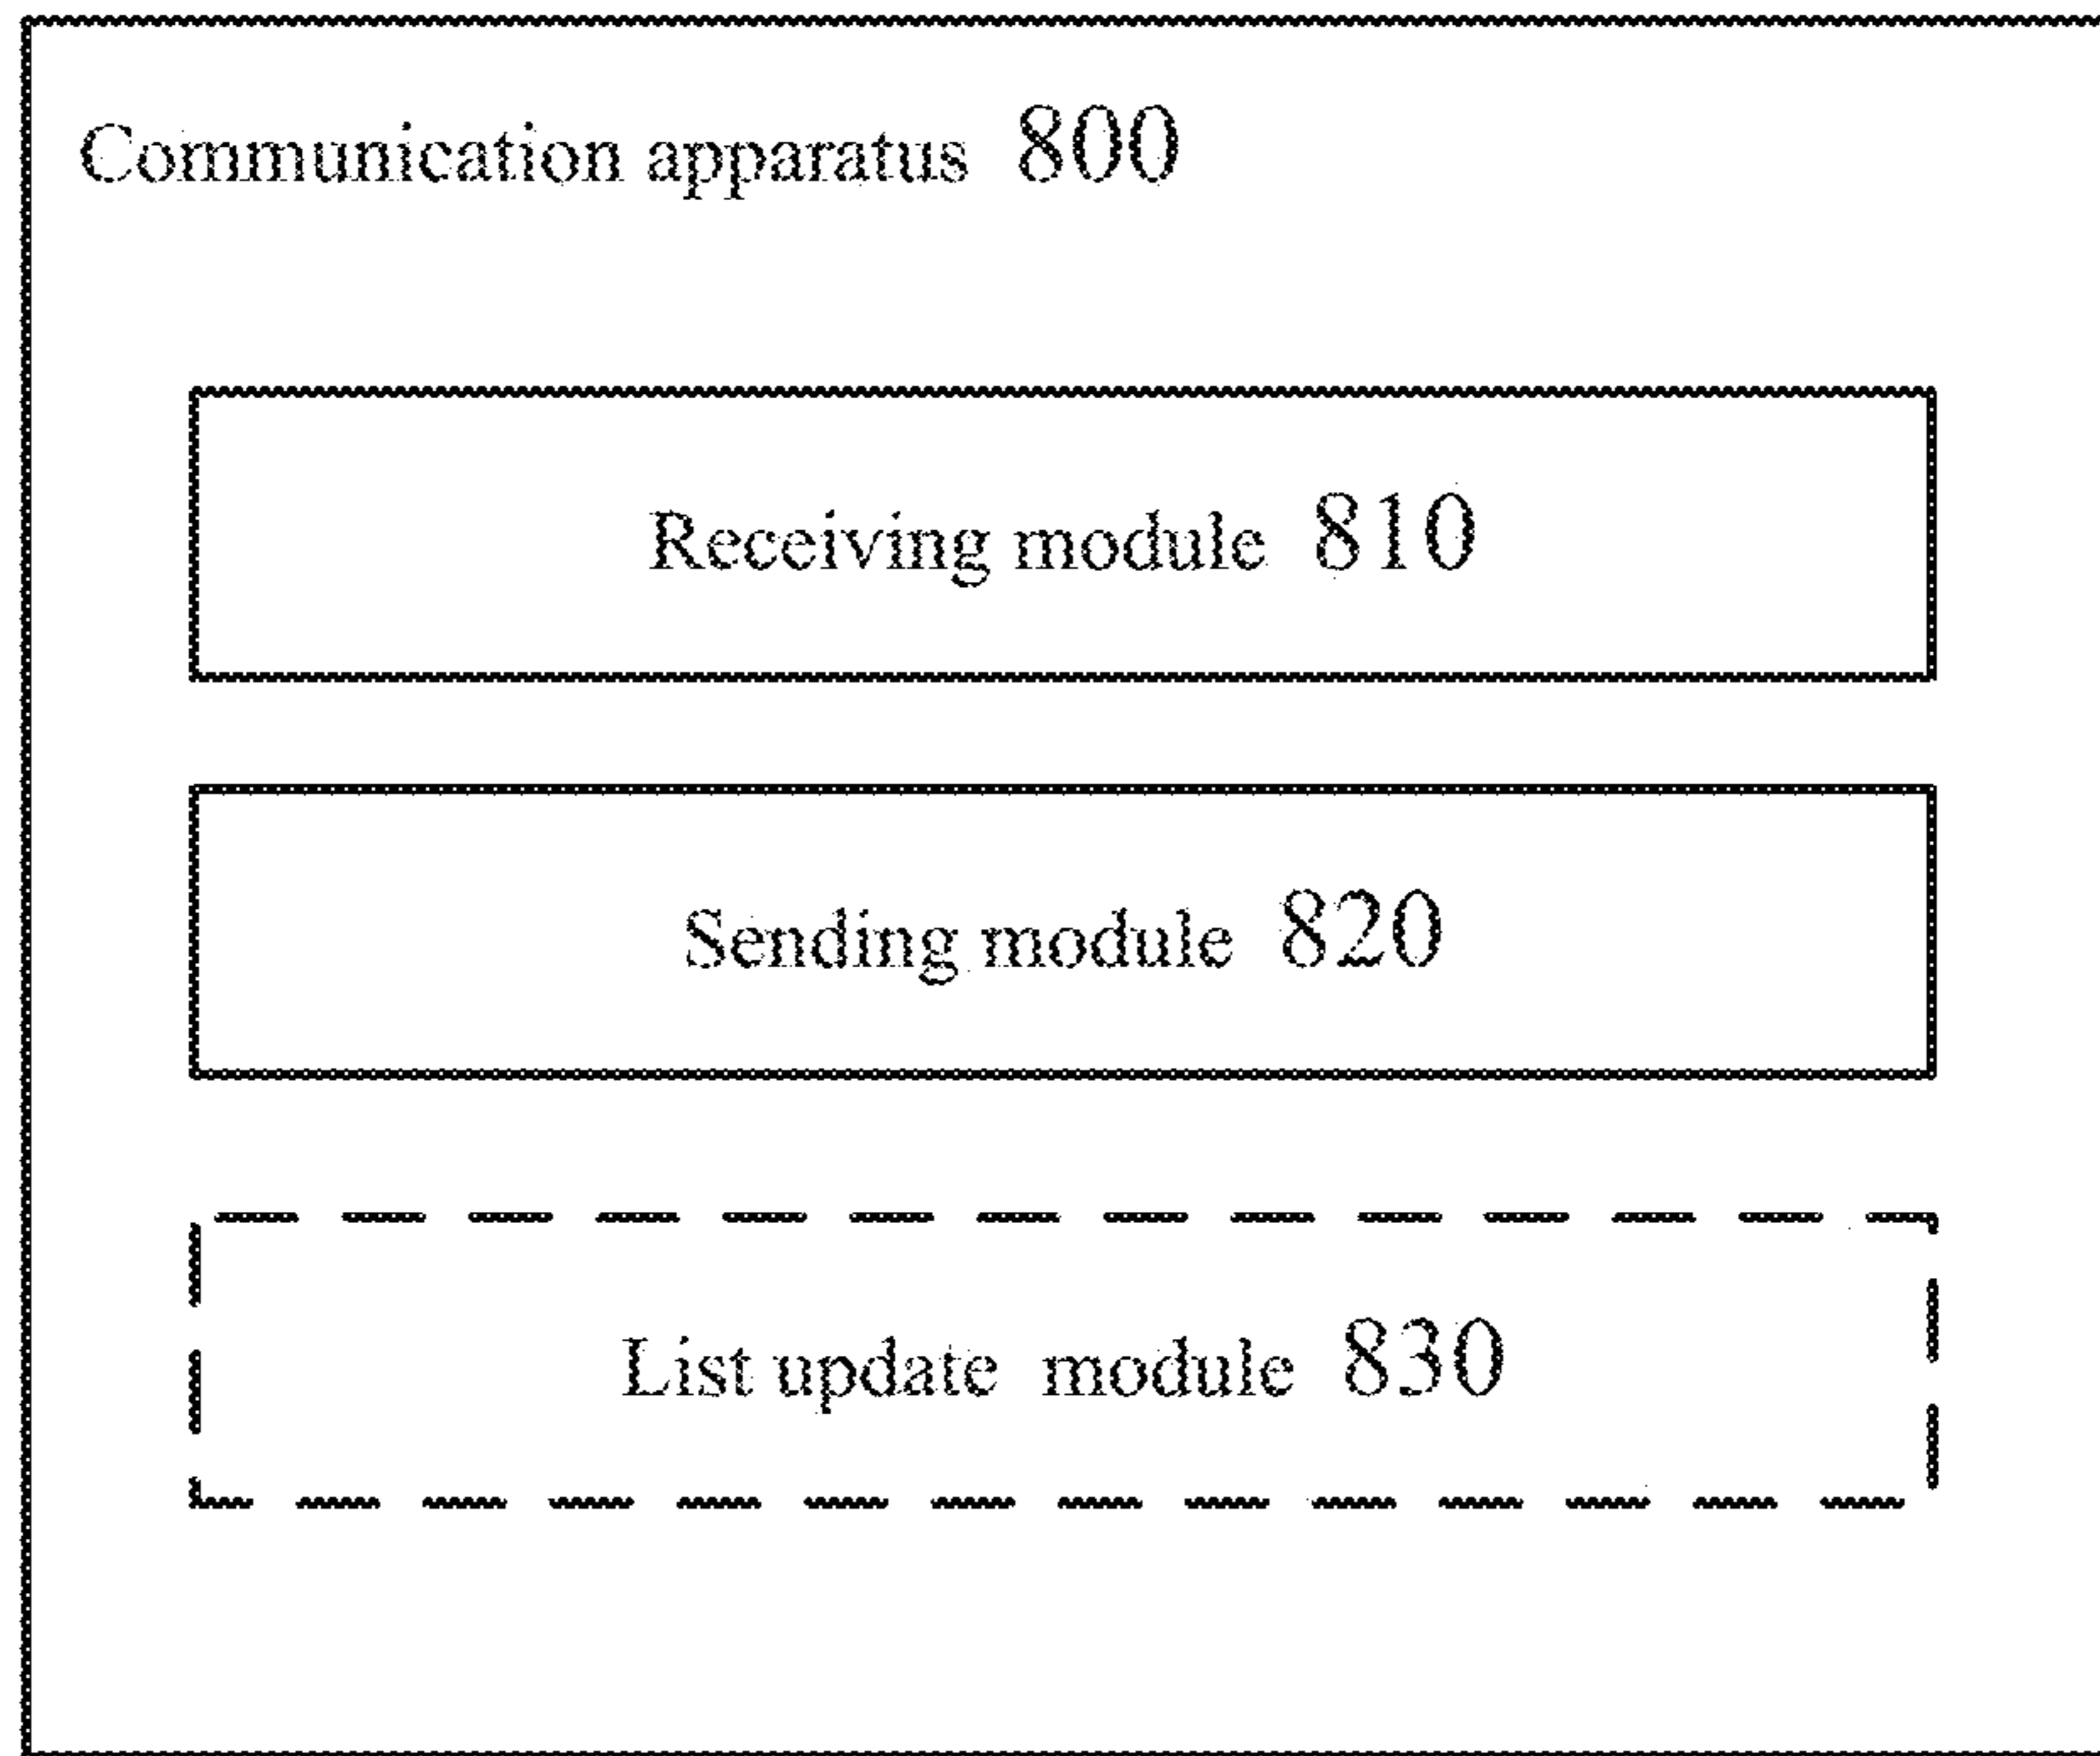 Communication apparatus 800
Receiving module 810
Sending module 820
List update module 830